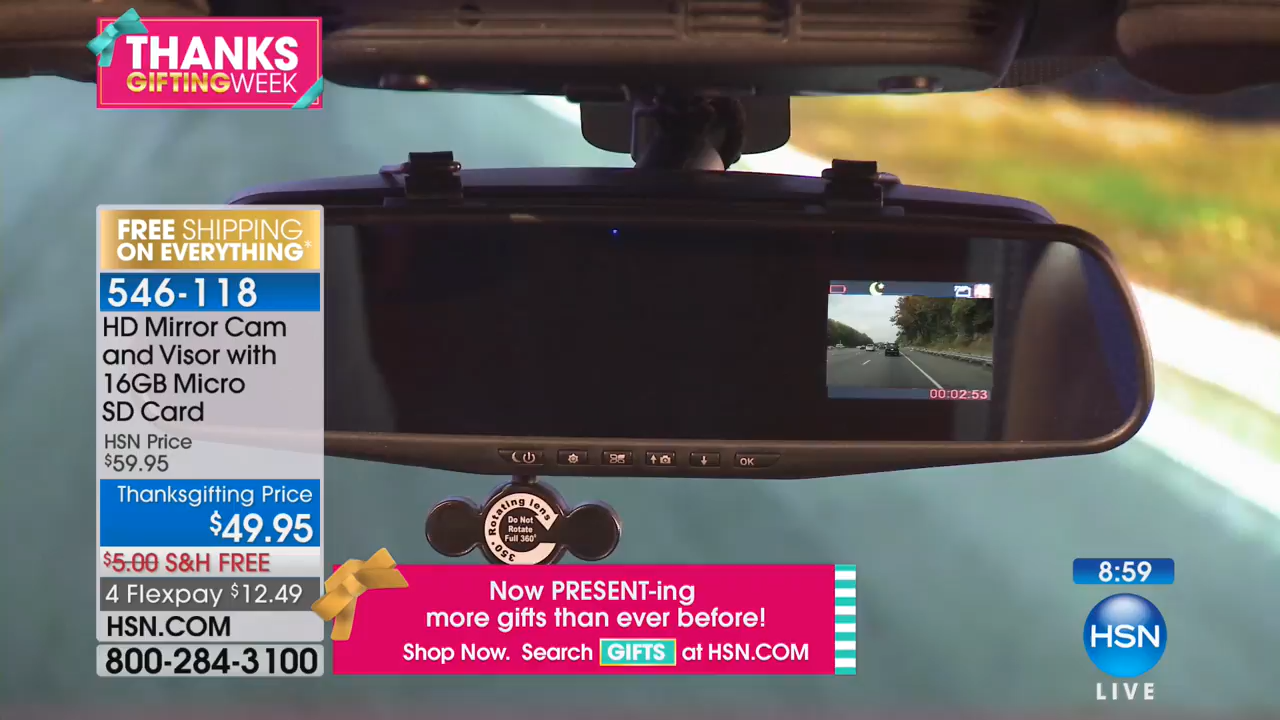 THANKS
GIFTINGWEEK
FREE SHIPPING
ON EVERYTHING*
546-118
HD Mirror Cam
and Visor with
16GB Micro
SD Card
HSN Price
$59.95
Thanksgifting Price
$49.95
$5.00 S&H FREE
4 Flexpay $12.49
HSN.COM
800-284-3100
00:02:53
OK
350° Rotating lens
Do Not
Rotate
Full 360°
Now PRESENT-ing
more gifts than ever before!
Shop Now. Search GIFTS at HSN.COM
8:59
HSN
LIVE